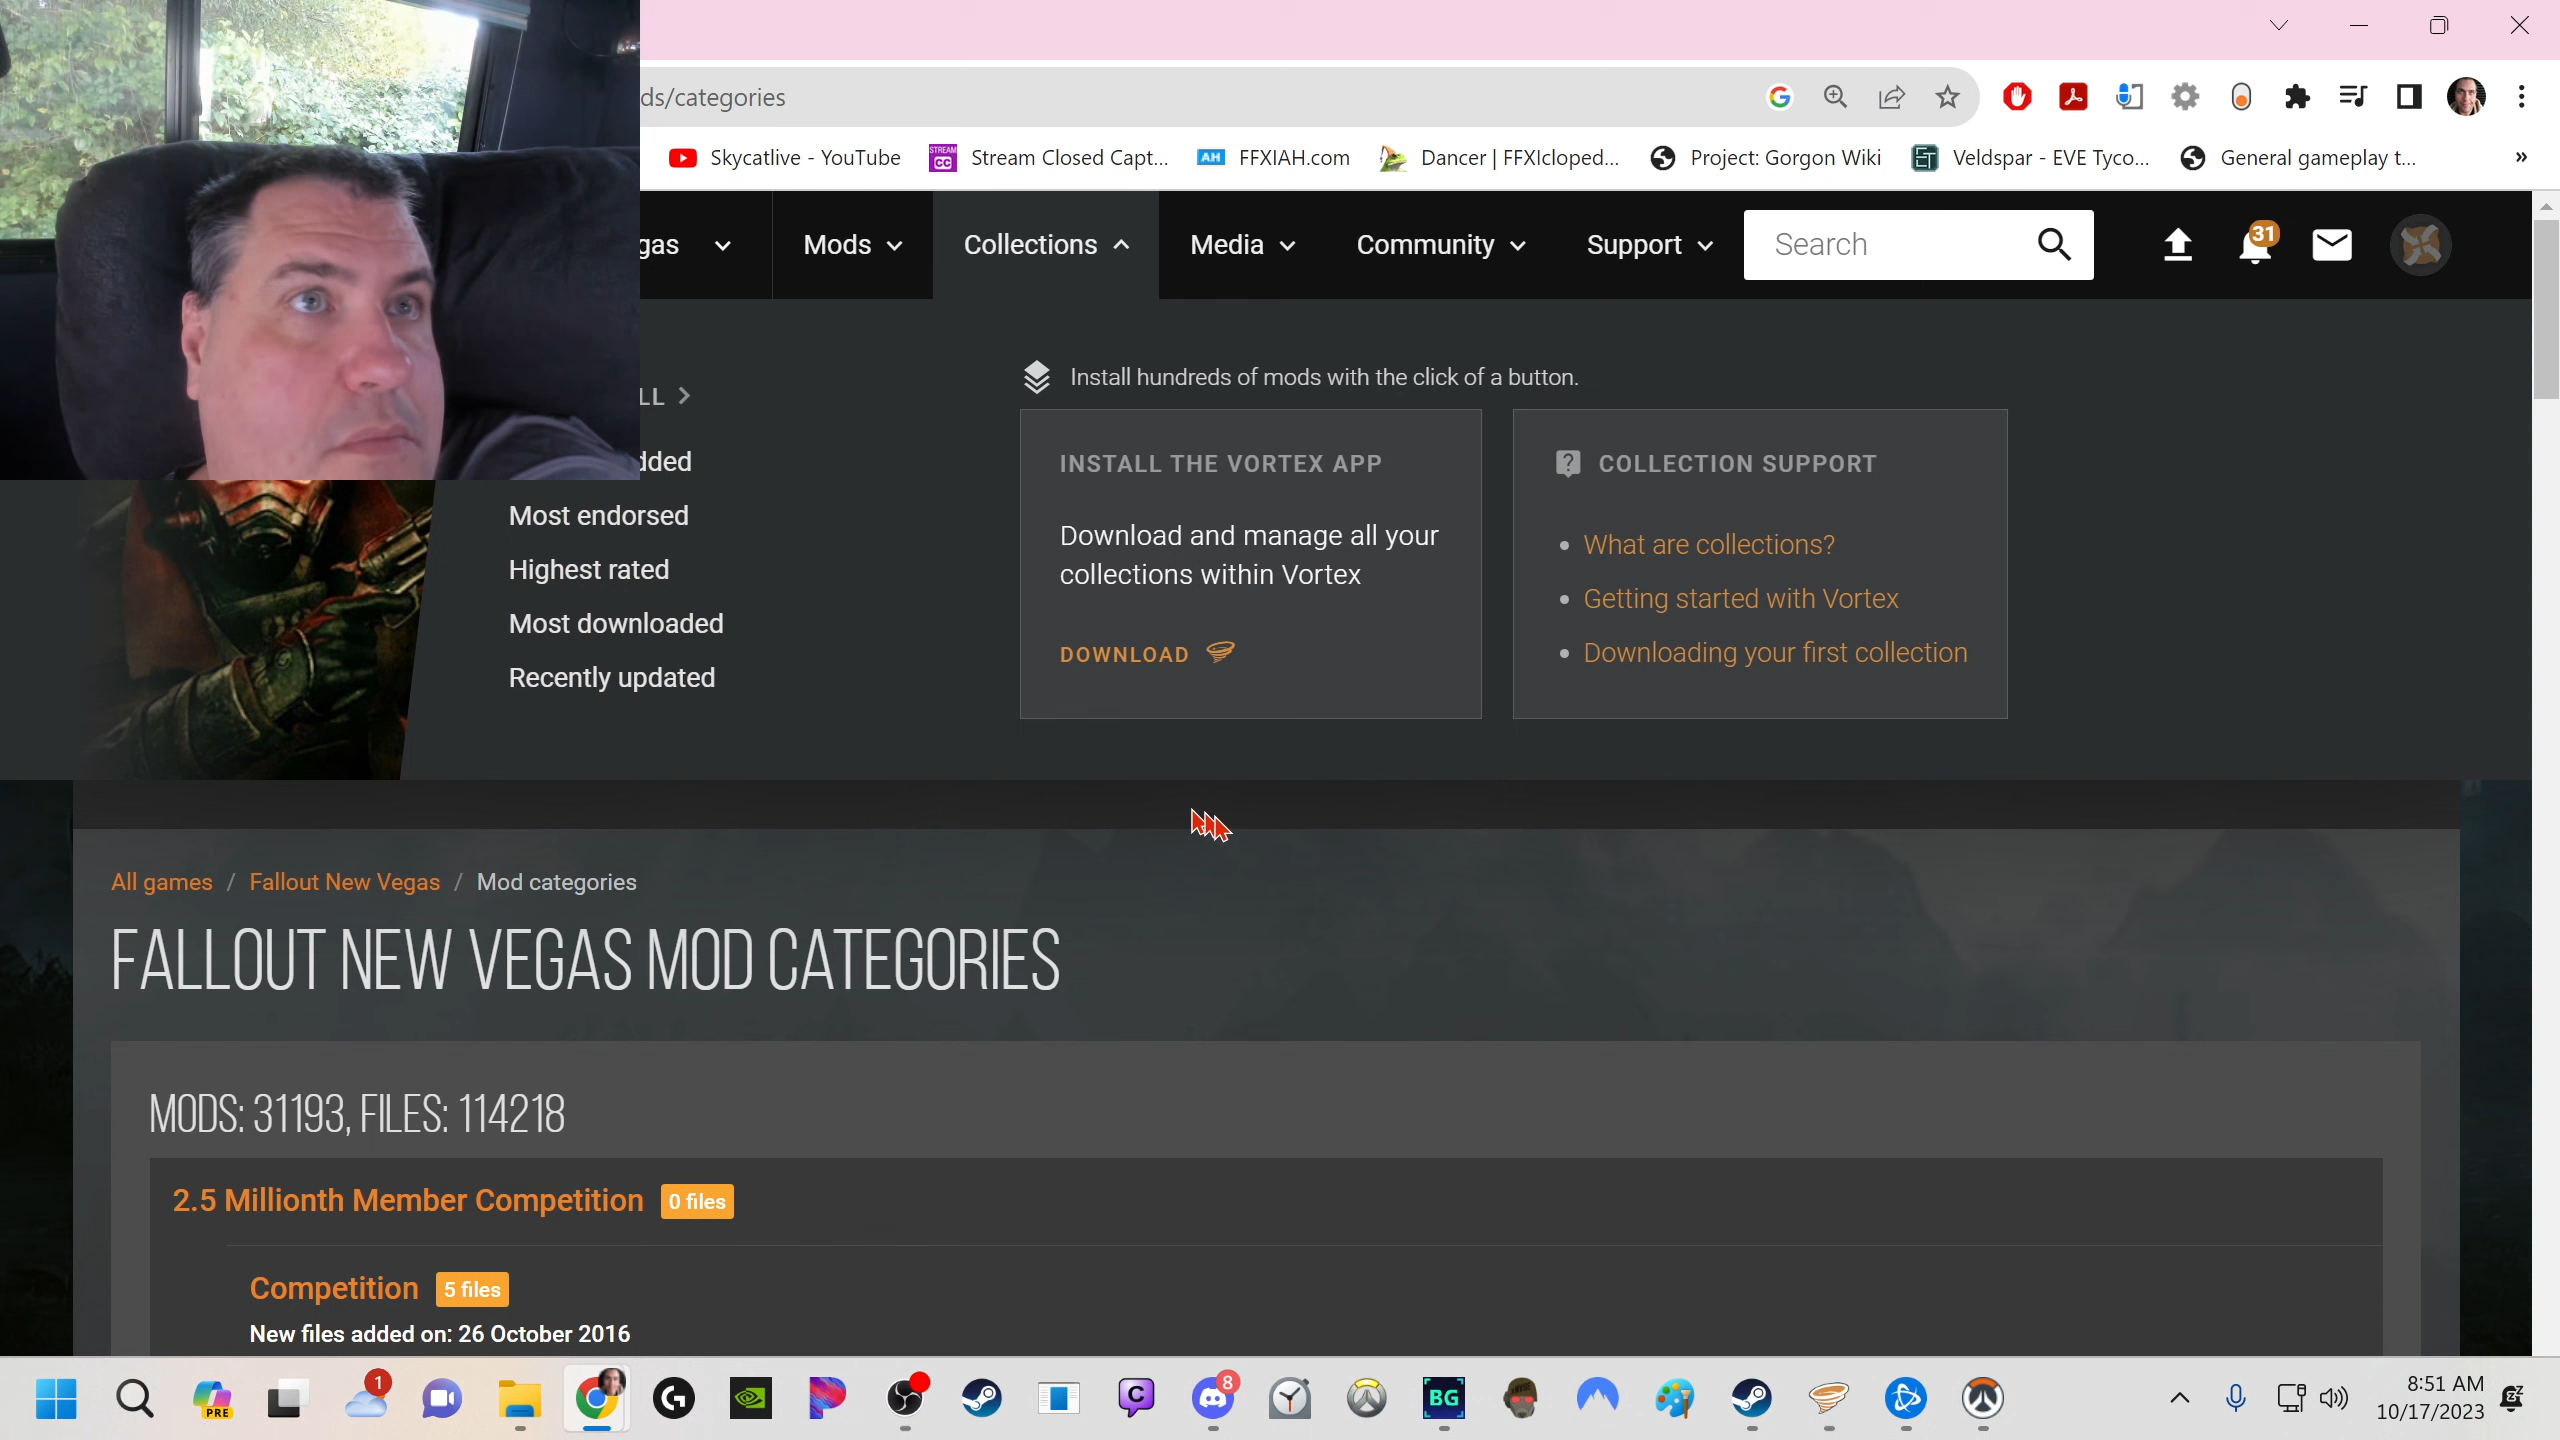 ds/categories
Skycatlive - YouTube
STREAM CC
Stream Closed Capt...
AH
FFXIAH.com
Dancer | FFXIcloped...
Project: Gorgon Wiki
ET
Veldspar - EVE Tyco...
General gameplay t...
»
gas
Mods
Collections
Media
Community
Support
Search
31
LL
Install hundreds of mods with the click of a button.
dded
Most endorsed
Highest rated
Most downloaded
Recently updated
INSTALL THE VORTEX APP
Download and manage all your
collections within Vortex
DOWNLOAD
COLLECTION SUPPORT
• What are collections?
• Getting started with Vortex
• Downloading your first collection
All games / Fallout New Vegas / Mod categories
FALLOUT NEW VEGAS MOD CATEGORIES
MODS: 31193, FILES: 114218
2.5 Millionth Member Competition 0 files
Competition 5 files
New files added on: 26 October 2016
PRE
1
8
BG
8:51 AM
10/17/2023